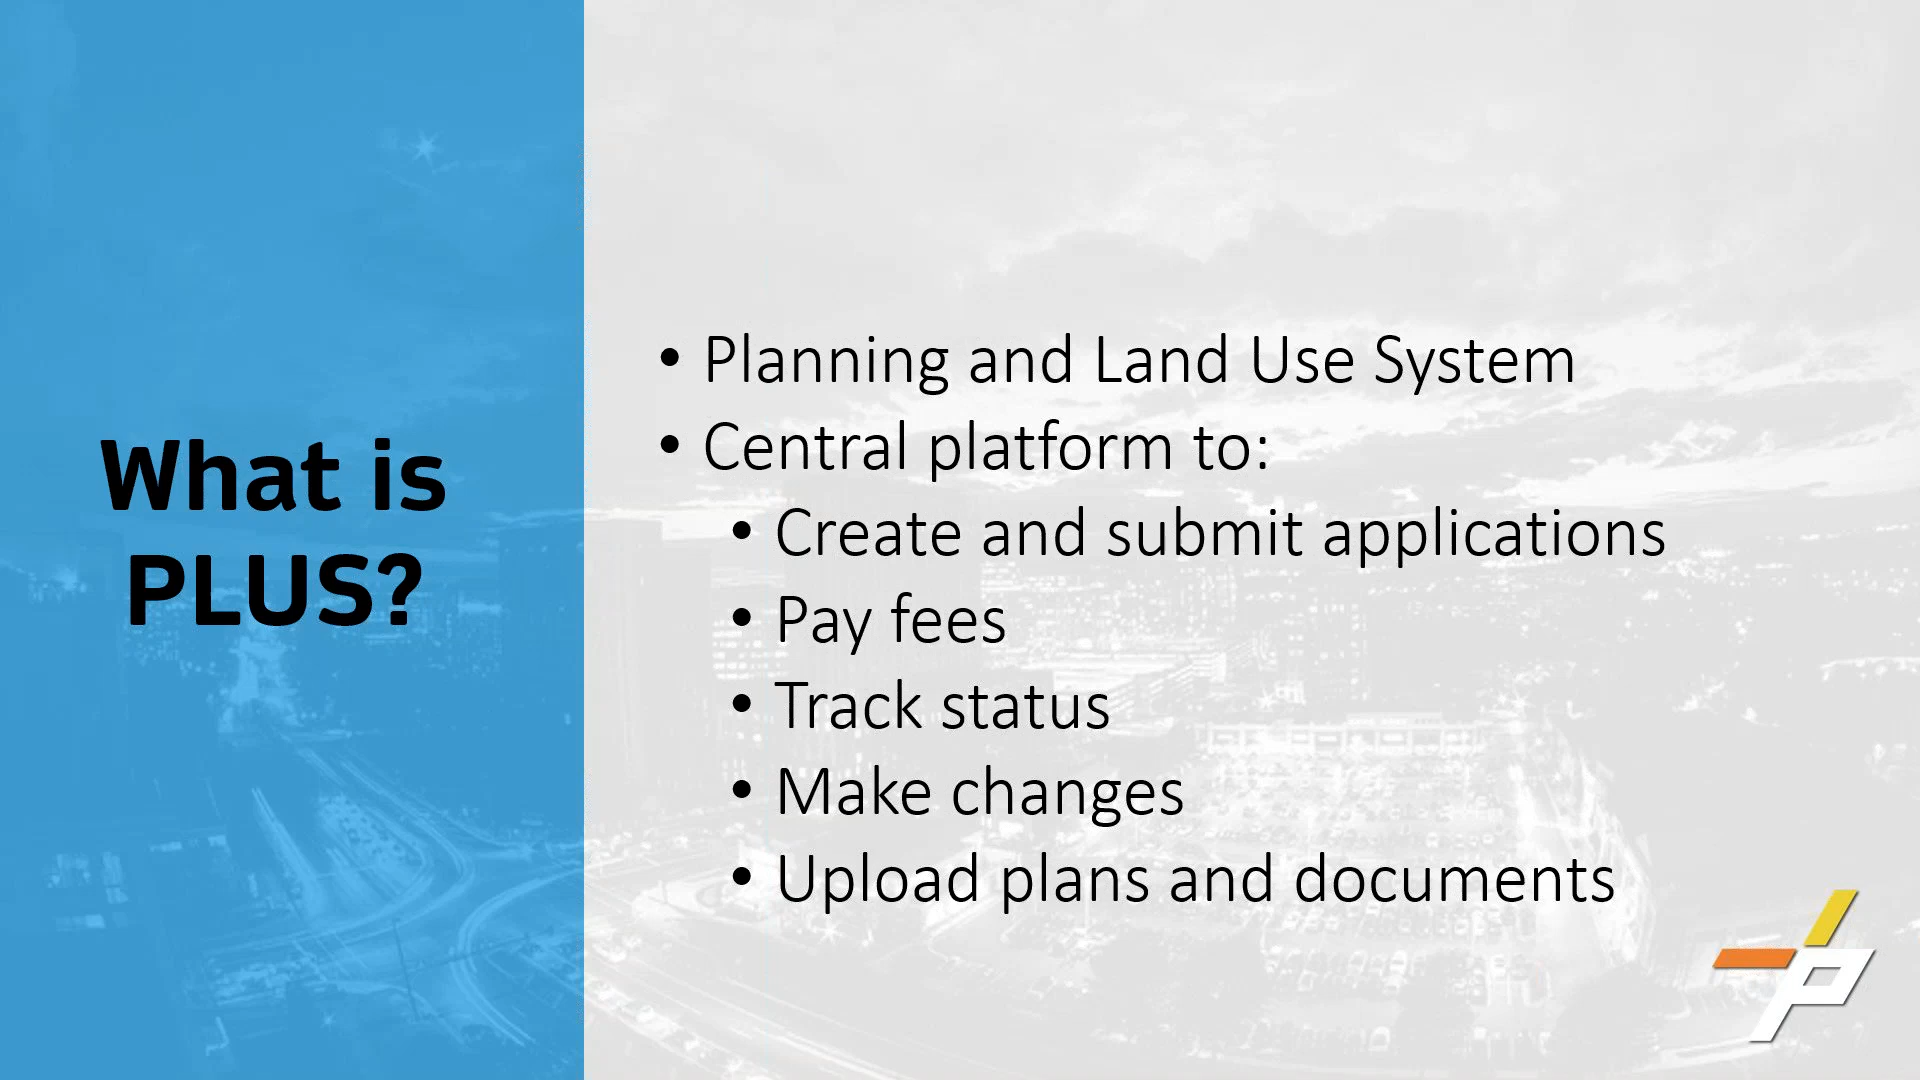 What is
PLUS?
• Planning and Land Use System
• Central platform to:
• Create and submit applications
• Pay fees
• Track status
• Make changes
• Upload plans and documents